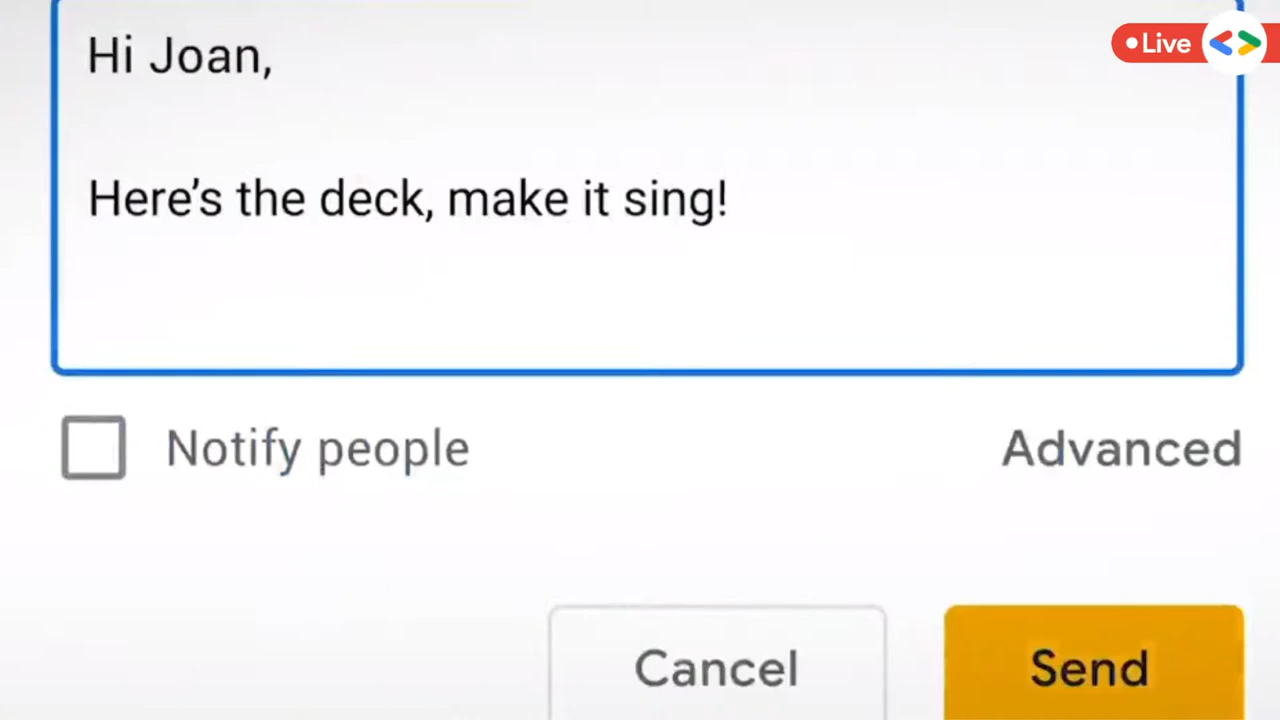 Live
Hi Joan,
Here’s the deck, make it sing!
Notify people
Advanced
Cancel
Send